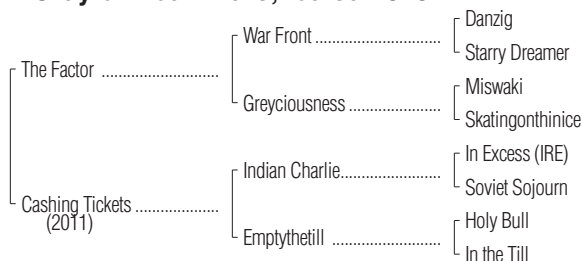 War Front
Danzig
Starry Dreamer
The Factor
Greyciousness
Miswaki
Skatingonthinice
Indian Charlie
In Excess (IRE)
Soviet Sojourn
Cashing Tickets
(2011)
Emptythetill
Holy Bull
In the Till